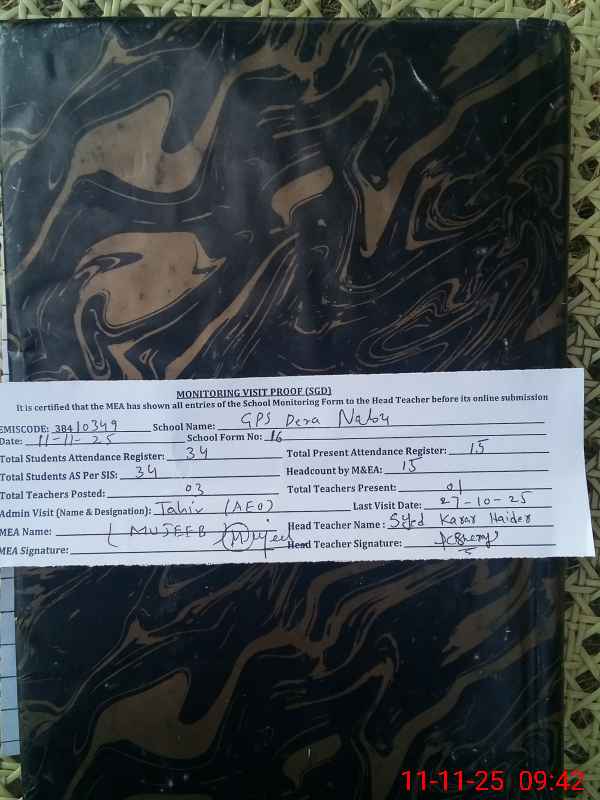 MONITORING VISIT PROOF (SGD)
It is certified that the MEA has shown all entries of the School Monitoring Form to the Head Teacher before its online submission
EMISCODE: 38410349 School Name: GPS Dera
Date: 11-11-25 School Form No: 16
Total Students Attendance Register: 34 Total Present Attendance Register: 15
Total Students AS Per SIS: 34 Headcount by M&EA: 15
Total Teachers Posted: 03 Total Teachers Present: 01
Admin Visit (Name & Designation): Tahir (AEO) Last Visit Date: 27-10-25
MEA Name: (MUJEEB) Head Teacher Name: Syed Karar Haider
MEA Signature: Head Teacher Signature:
11-11-25 09:42